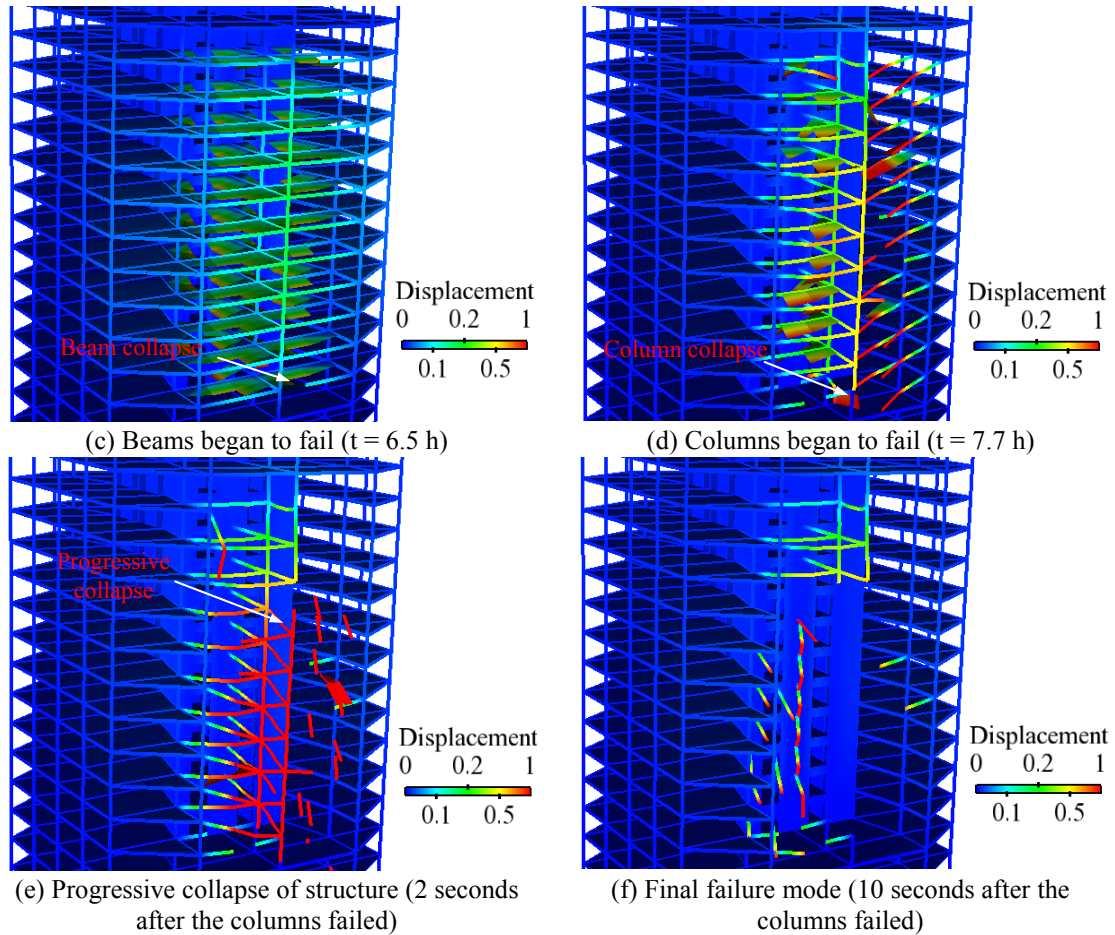 Beam collapse
Displacement
0 0.2 1
0.1 0.5
(c) Beams began to fail (t = 6.5 h)
Column collapse
Displacement
0 0.2 1
0.1 0.5
(d) Columns began to fail (t = 7.7 h)
Progressive
collapse
Displacement
0 0.2 1
0.1 0.5
(e) Progressive collapse of structure (2 seconds
after the columns failed)
Displacement
0 0.2 1
0.1 0.5
(f) Final failure mode (10 seconds after the
columns failed)